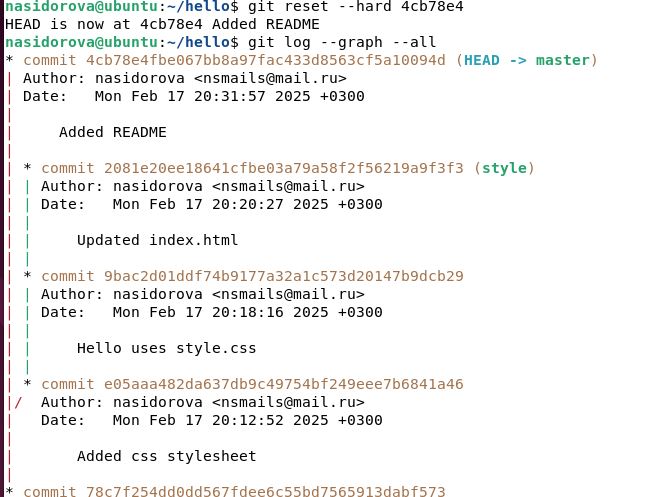 nasidorova@ubuntu:~/hello$ git reset --hard 4cb78e4
HEAD is now at 4cb78e4 Added README
nasidorova@ubuntu:~/hello$ git log --graph --all
* commit 4cb78e4fbe067bb8a97fac433d8563cf5a10094d (HEAD -> master)
| Author: nasidorova <nsmails@mail.ru>
| Date:   Mon Feb 17 20:31:57 2025 +0300
|
|     Added README
|
| * commit 2081e20ee18641cfbe03a79a58f2f56219a9f3f3 (style)
| | Author: nasidorova <nsmails@mail.ru>
| | Date:   Mon Feb 17 20:20:27 2025 +0300
| |
| |     Updated index.html
| |
| * commit 9bac2d01ddf74b9177a32a1c573d20147b9dcb29
| | Author: nasidorova <nsmails@mail.ru>
| | Date:   Mon Feb 17 20:18:16 2025 +0300
| |
| |     Hello uses style.css
| |
| * commit e05aaa482da637db9c49754bf249eee7b6841a46
|/  Author: nasidorova <nsmails@mail.ru>
|   Date:   Mon Feb 17 20:12:52 2025 +0300
|
|       Added css stylesheet
|
* commit 78c7f254dd0dd567fdee6c55bd7565913dabf573